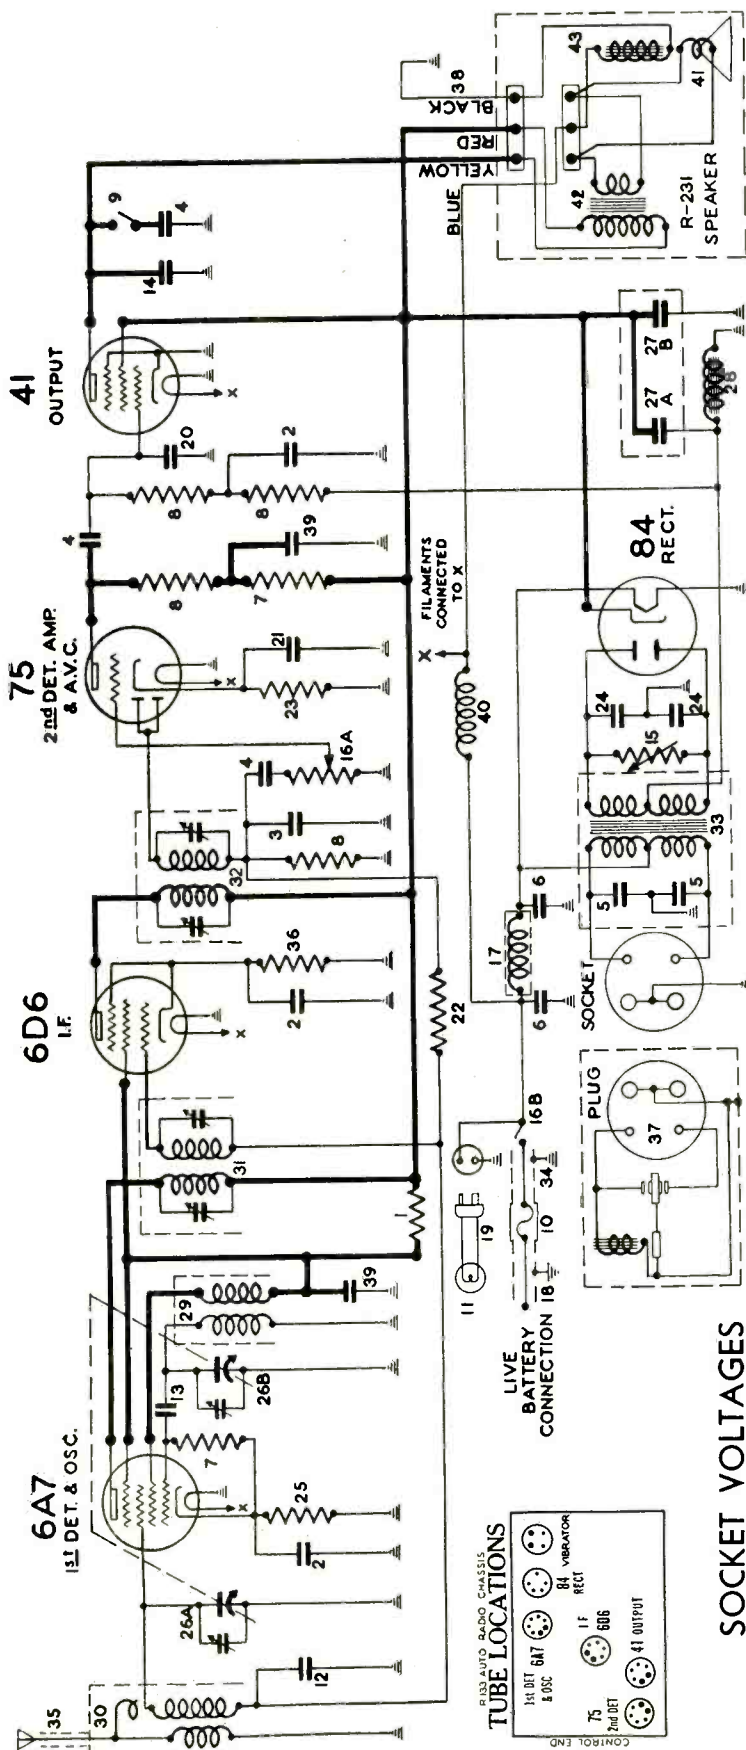 6A7
1st DET. & OSC.
6D6
I.F.
75
2nd DET. AMP.
& A.V.C.
41
OUTPUT
35
30
12
26A
2
25
7
13
26B
29
39
1
31
2
36
32
22
8
3
4
16A
23
21
8
7
39
4
8
8
20
2
14
9
4
YELLOW
RED
BLACK
38
BLUE
43
41
42
R-231
SPEAKER
FILAMENTS
CONNECTED
TO X
X
X
X
X
X
40
11
19
LIVE
BATTERY
CONNECTION
18
10
34
16B
6
17
6
PLUG
37
SOCKET
5
5
33
15
24
24
84
RECT.
27
A
27
B
28
R133 AUTO RADIO CHASSIS
TUBE LOCATIONS
1st DET
& OSC
6A7
84
RECT
VIBRATOR
I F
6D6
75
2nd DET
41 OUTPUT
CONTROL END
SOCKET VOLTAGES